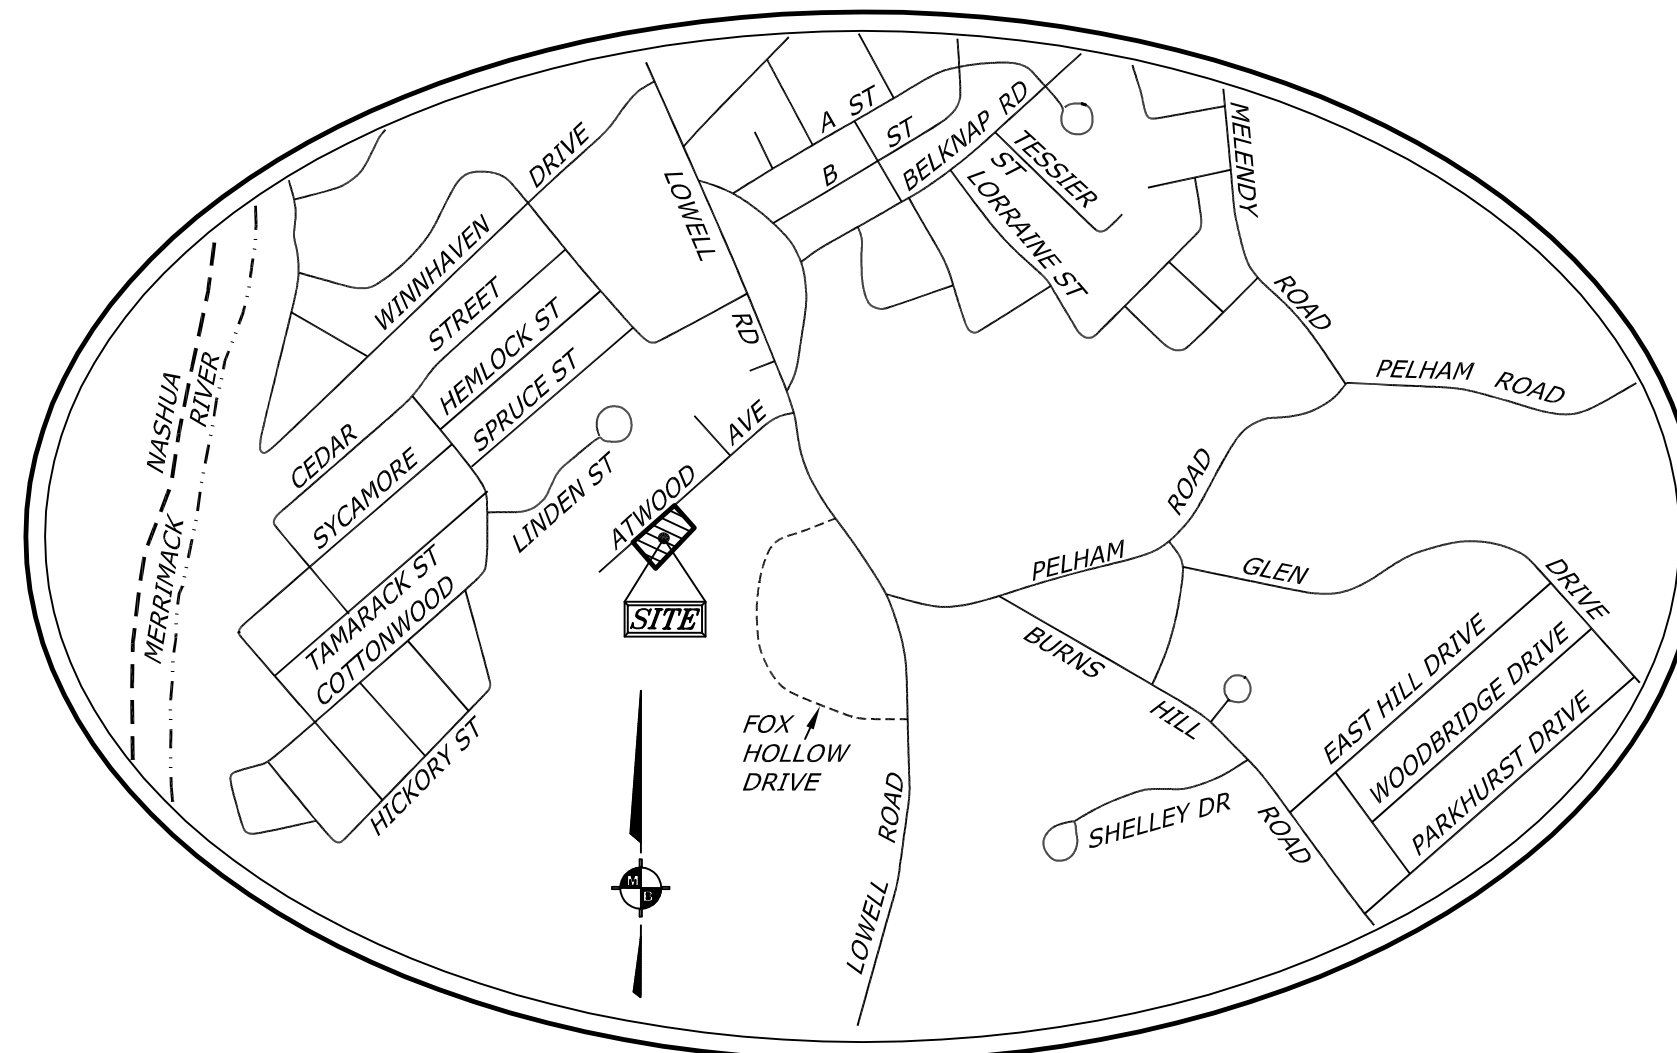 A ST
B ST
BELKNAP RD
TESSIER
ST
LORRAINE ST
MELENDY
ROAD
DRIVE
WINNHAVEN
LOWELL
RD
STREET
CEDAR
HEMLOCK ST
SPRUCE ST
SYCAMORE
NASHUA
RIVER
MERRIMACK
LINDEN ST
AVE
ATWOOD
PELHAM ROAD
ROAD
PELHAM
GLEN
DRIVE
TAMARACK ST
COTTONWOOD
SITE
BURNS
HILL
ROAD
EAST HILL DRIVE
WOODBRIDGE DRIVE
PARKHURST DRIVE
FOX
HOLLOW
DRIVE
HICKORY ST
SHELLEY DR
ROAD
LOWELL
M
B